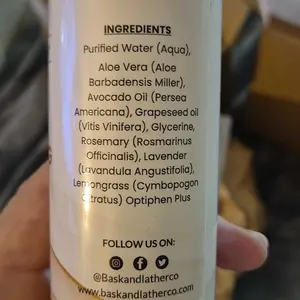 INGREDIENTS
Purified Water (Aqua),
Aloe Vera (Aloe
Barbadensis Miller),
Avocado Oil (Persea
Americana), Grapeseed oil
(Vitis Vinifera), Glycerine,
Rosemary (Rosmarinus
Officinalis), Lavender
(Lavandula Angustifolia),
Lemongrass (Cymbopogon
Citratus) Optiphen Plus
FOLLOW US ON:
@Baskandlatherco
www.baskandlatherco.com